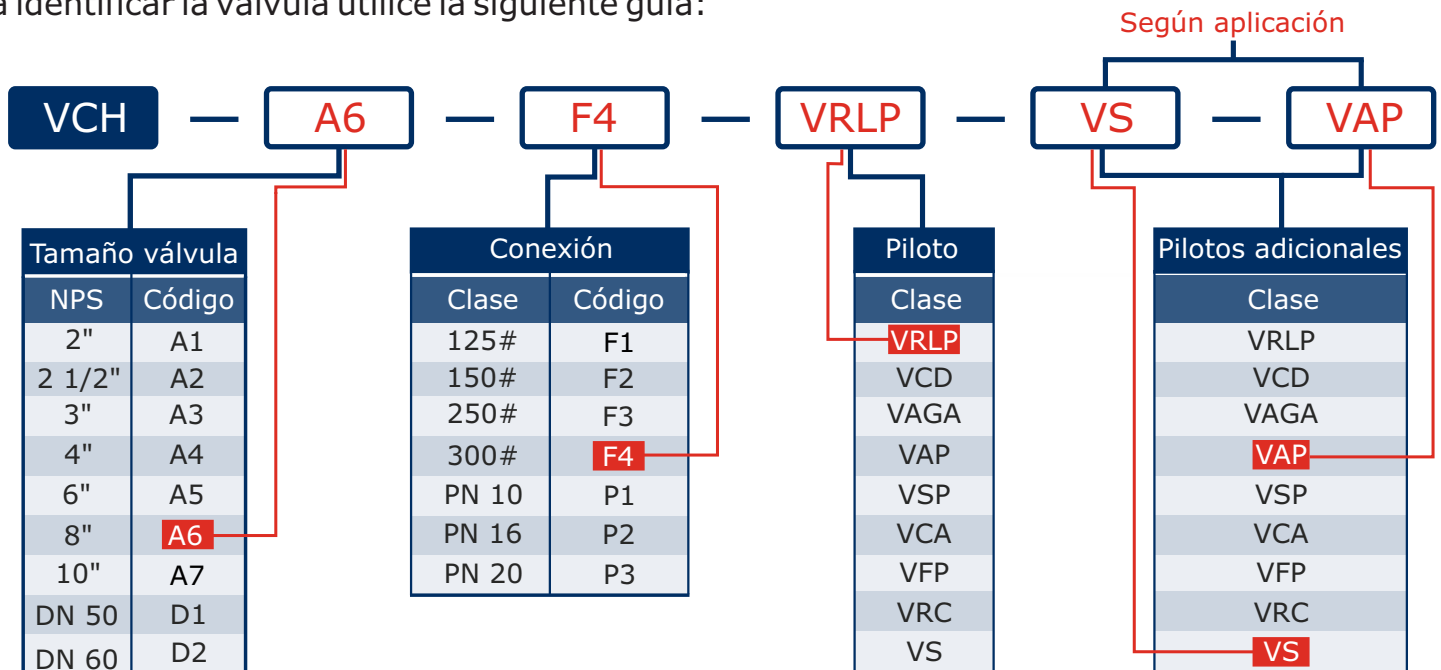 a identificar la válvula utilice la siguiente guía:
Según aplicación
VCH — A6 — F4 — VRLP — VS — VAP
Tamaño válvula
NPS Código
2" A1
2 1/2" A2
3" A3
4" A4
6" A5
8" A6
10" A7
DN 50 D1
DN 60 D2
Conexión
Clase Código
125# F1
150# F2
250# F3
300# F4
PN 10 P1
PN 16 P2
PN 20 P3
Piloto
Clase
VRLP
VCD
VAGA
VAP
VSP
VCA
VFP
VRC
VS
Pilotos adicionales
Clase
VRLP
VCD
VAGA
VAP
VSP
VCA
VFP
VRC
VS